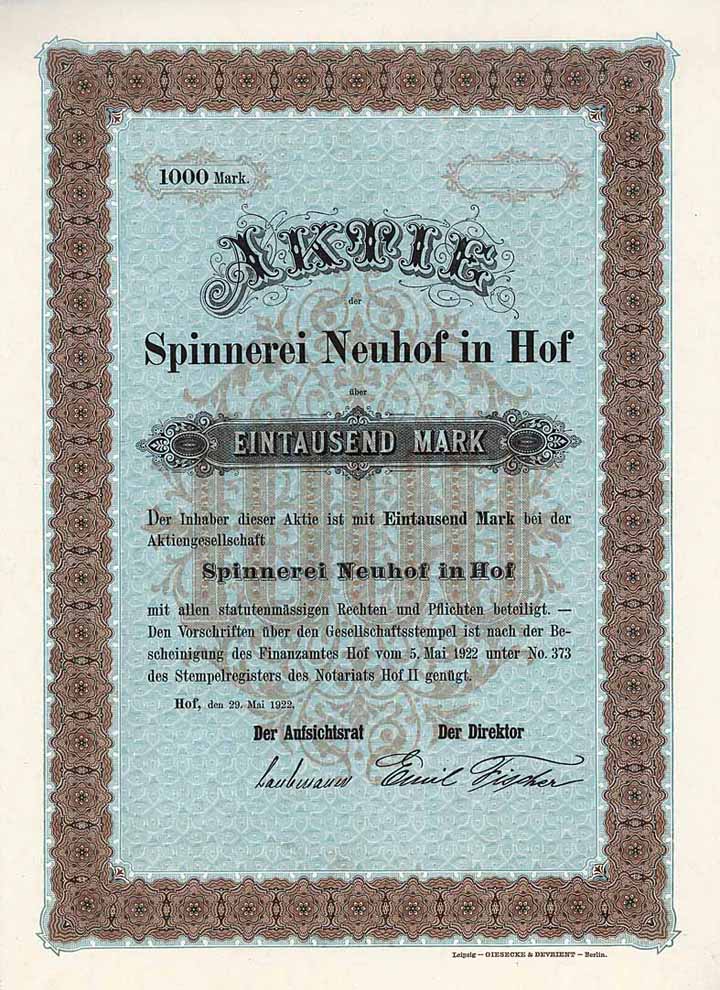 1000 Mark.
AKTIE
der
Spinnerei Neuhof in Hof
über
EINTAUSEND MARK
1000
Der Inhaber dieser Aktie ist mit Eintausend Mark bei der
Aktiengesellschaft
Spinnerei Neuhof in Hof
mit allen statutenmässigen Rechten und Pflichten beteiligt. —
Den Vorschriften über den Gesellschaftsstempel ist nach der Be-
scheinigung des Finanzamtes Hof vom 5. Mai 1922 unter No. 373
des Stempelregisters des Notariats Hof II genügt.
Hof, den 29. Mai 1922.
Der Aufsichtsrat Der Direktor
Laubmann Emil Fischer
Leipzig — GIESECKE & DEVRIENT — Berlin.